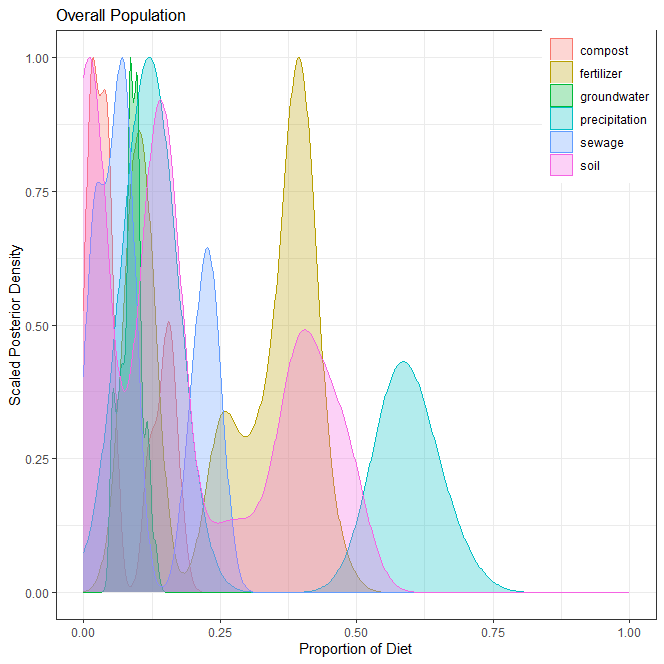 Overall Population
compost
fertilizer
groundwater
precipitation
sewage
soil
Scaled Posterior Density
1.00
0.75
0.50
0.25
0.00
0.00 0.25 0.50 0.75 1.00
Proportion of Diet